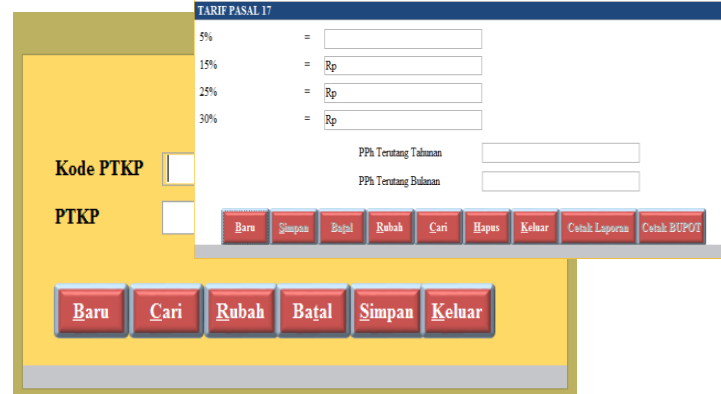 TARIF PASAL 17
5% =
15% = Rp
25% = Rp
30% = Rp
PPh Terutang Tahunan
PPh Terutang Bulanan
Baru Simpan Batal Rubah Cari Hapus Keluar Cetak Laporan Cetak BUPOT
Kode PTKP
PTKP
Baru Cari Rubah Batal Simpan Keluar